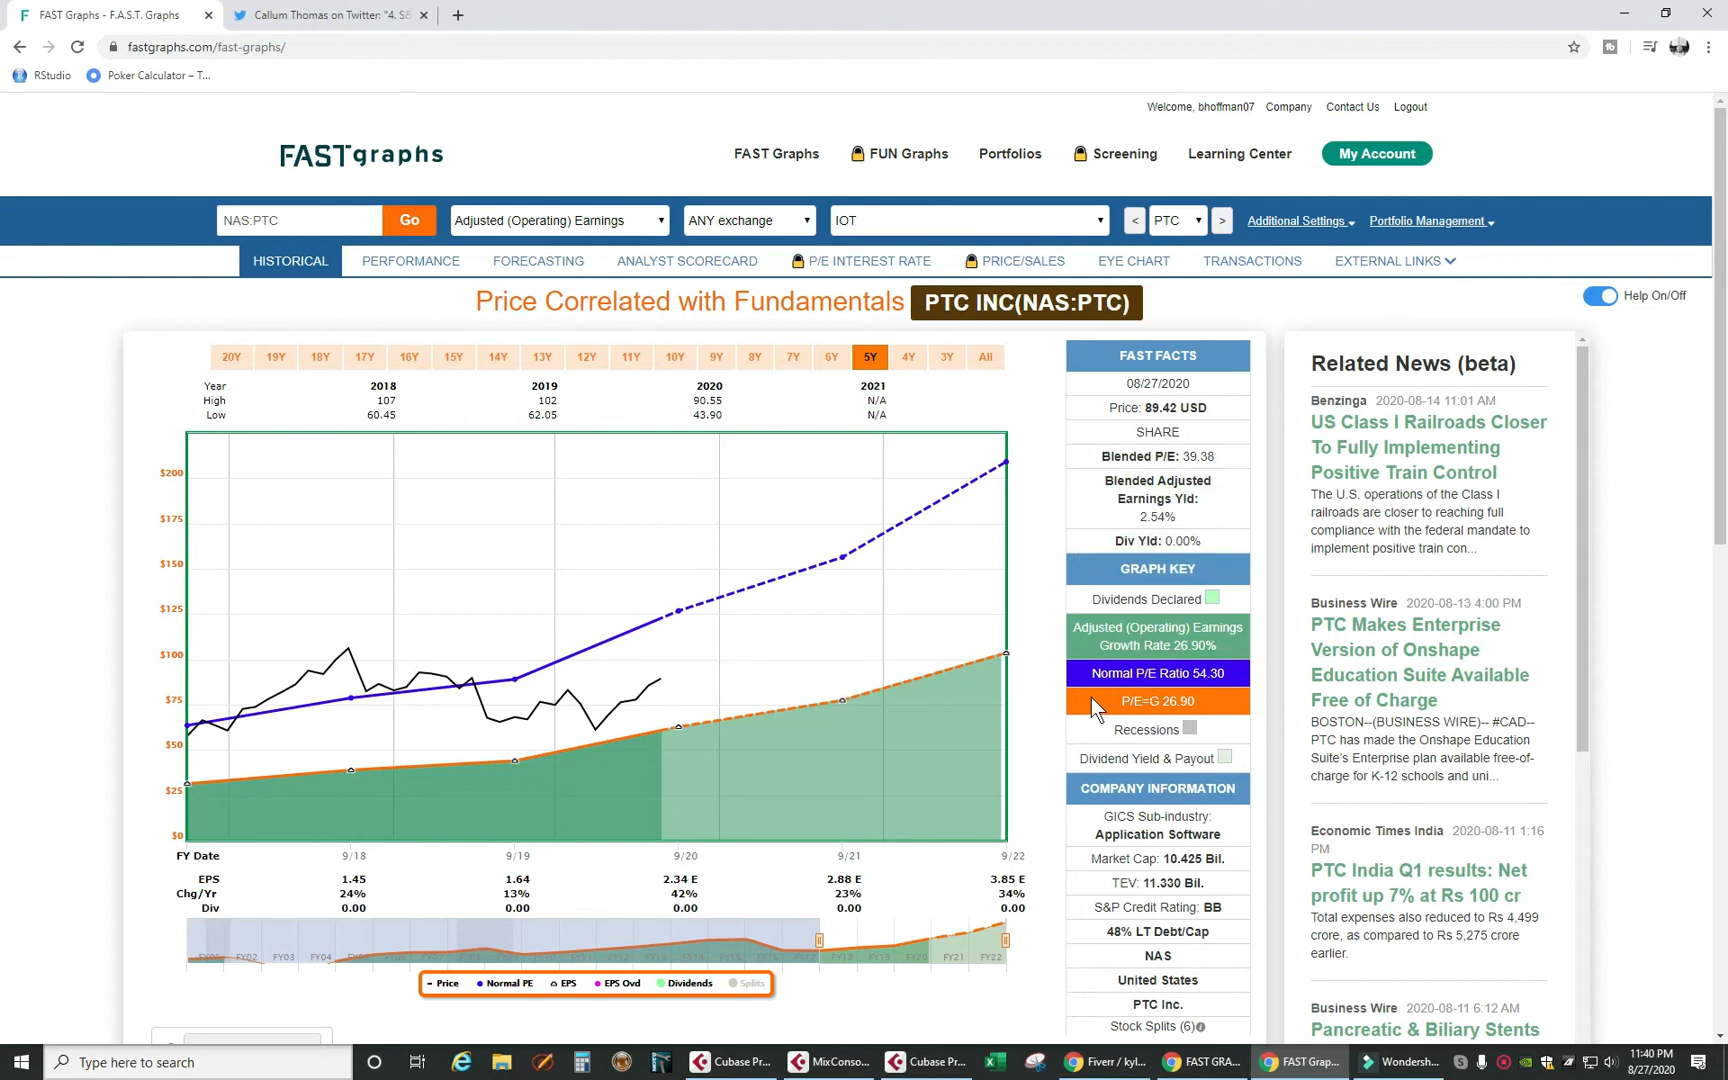 FAST Graphs - F.A.S.T. Graphs
Callum Thomas on Twitter: "4. S&
fastgraphs.com/fast-graphs/
RStudio
Poker Calculator – T...
Welcome, bhoffman07 Company Contact Us Logout
FASTgraphs
FAST Graphs FUN Graphs Portfolios Screening Learning Center My Account
NAS:PTC Go Adjusted (Operating) Earnings ANY exchange IOT < PTC > Additional Settings Portfolio Management
HISTORICAL PERFORMANCE FORECASTING ANALYST SCORECARD P/E INTEREST RATE PRICE/SALES EYE CHART TRANSACTIONS EXTERNAL LINKS
Price Correlated with Fundamentals PTC INC(NAS:PTC)
Help On/Off
20Y 19Y 18Y 17Y 16Y 15Y 14Y 13Y 12Y 11Y 10Y 9Y 8Y 7Y 6Y 5Y 4Y 3Y All
Year 2018 2019 2020 2021
High 107 102 90.55 N/A
Low 60.45 62.05 43.90 N/A
$200
$175
$150
$125
$100
$75
$50
$25
$0
FY Date 9/18 9/19 9/20 9/21 9/22
EPS 1.45 1.64 2.34 E 2.88 E 3.85 E
Chg/Yr 24% 13% 42% 23% 34%
Div 0.00 0.00 0.00 0.00 0.00
FY02 FY03 FY04 FY18 FY19 FY20 FY21 FY22
Price Normal PE EPS EPS Ovd Dividends Splits
FAST FACTS
08/27/2020
Price: 89.42 USD
SHARE
Blended P/E: 39.38
Blended Adjusted
Earnings Yld:
2.54%
Div Yld: 0.00%
GRAPH KEY
Dividends Declared
Adjusted (Operating) Earnings
Growth Rate 26.90%
Normal P/E Ratio 54.30
P/E=G 26.90
Recessions
Dividend Yield & Payout
COMPANY INFORMATION
GICS Sub-industry:
Application Software
Market Cap: 10.425 Bil.
TEV: 11.330 Bil.
S&P Credit Rating: BB
48% LT Debt/Cap
NAS
United States
PTC Inc.
Stock Splits (6)
Related News (beta)
Benzinga 2020-08-14 11:01 AM
US Class I Railroads Closer
To Fully Implementing
Positive Train Control
The U.S. operations of the Class I
railroads are closer to reaching full
compliance with the federal mandate to
implement positive train con...
Business Wire 2020-08-13 4:00 PM
PTC Makes Enterprise
Version of Onshape
Education Suite Available
Free of Charge
BOSTON--(BUSINESS WIRE)-- #CAD--
PTC has made the Onshape Education
Suite's Enterprise plan available free-of-
charge for K-12 schools and uni...
Economic Times India 2020-08-11 1:16
PM
PTC India Q1 results: Net
profit up 7% at Rs 100 cr
Total expenses also reduced to Rs 4,499
crore, as compared to Rs 5,275 crore
earlier.
Business Wire 2020-08-11 6:12 AM
Pancreatic & Biliary Stents
Type here to search
Cubase Pr... MixConso... Cubase Pr... Fiverr / kyl... FAST GRA... FAST Grap... Wondersh...
11:40 PM
8/27/2020